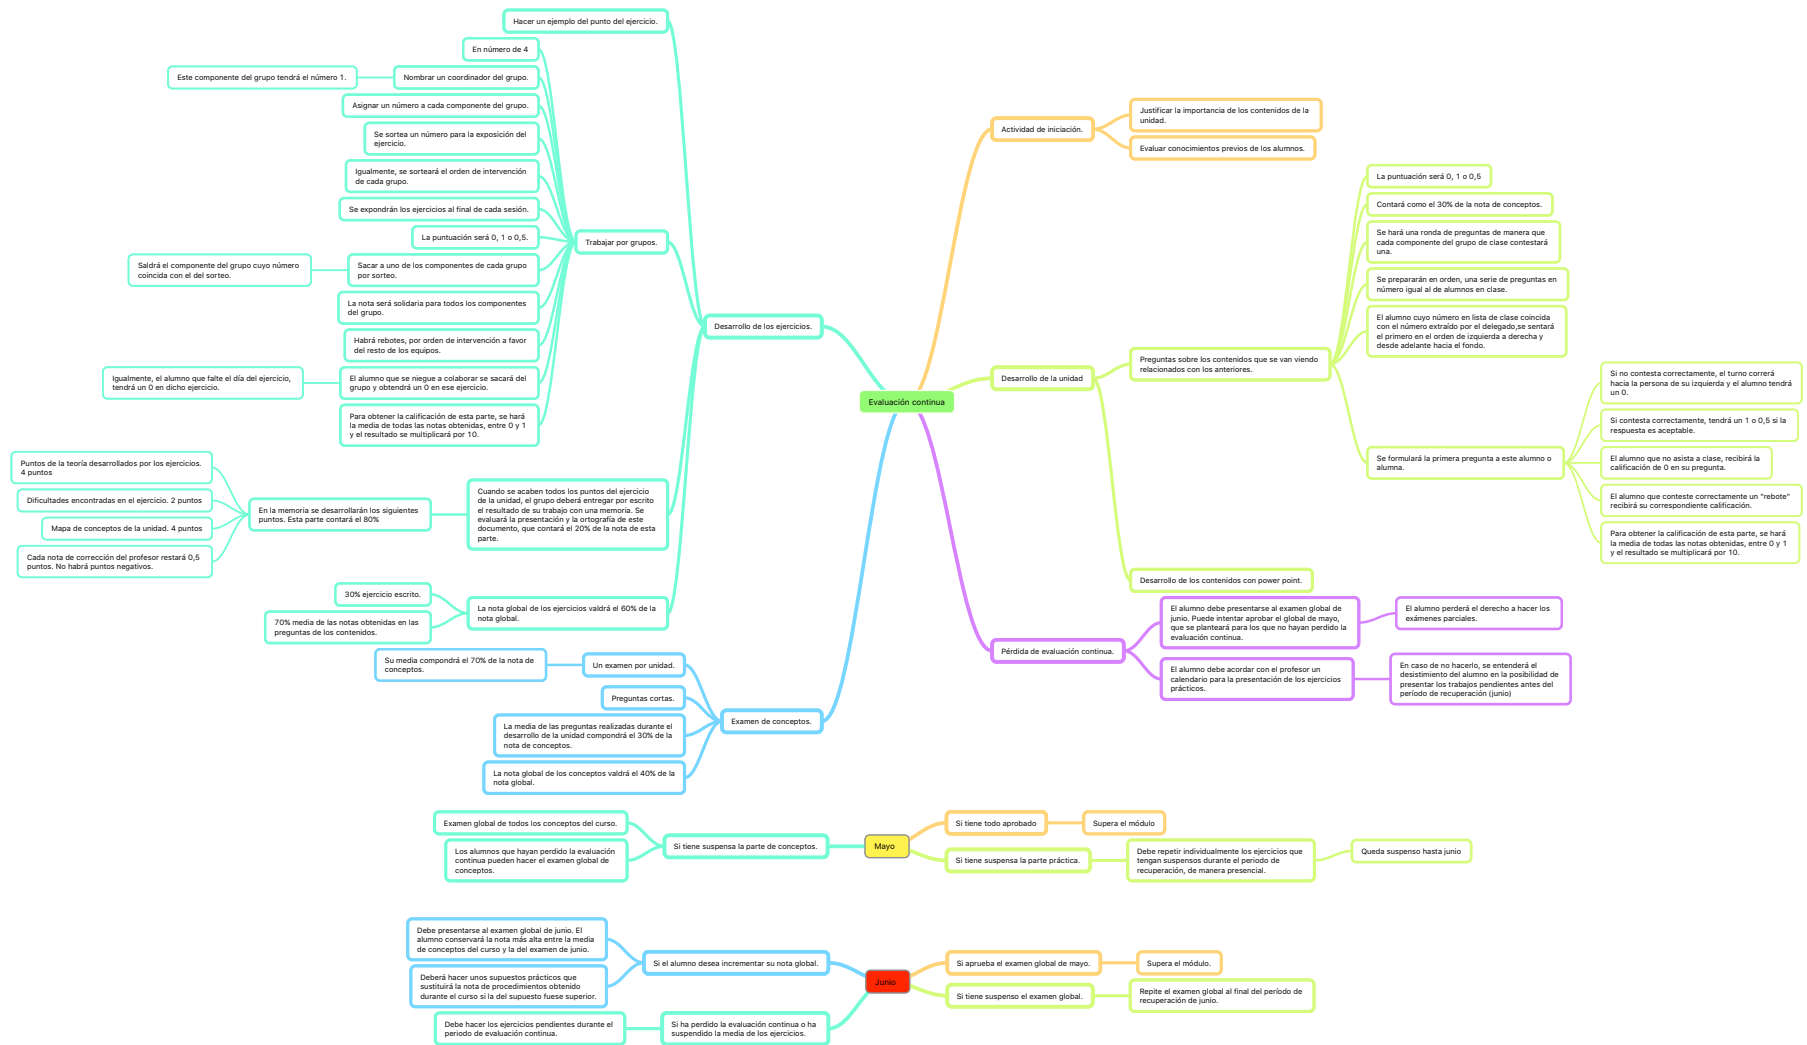 Hacer un ejemplo del punto del ejercicio.
En número de 4
Este componente del grupo tendrá el número 1.
Nombrar un coordinador del grupo.
Asignar un número a cada componente del grupo.
Se sortea un número para la exposición del
ejercicio.
Igualmente, se sorteará el orden de intervención
de cada grupo.
Se expondrán los ejercicios al final de cada sesión.
La puntuación será 0, 1 o 0,5.
Trabajar por grupos.
Saldrá el componente del grupo cuyo número
coincida con el del sorteo.
Sacar a uno de los componentes de cada grupo
por sorteo.
La nota será solidaria para todos los componentes
del grupo.
Habrá rebotes, por orden de intervención a favor
del resto de los equipos.
Igualmente, el alumno que falte el día del ejercicio,
tendrá un 0 en dicho ejercicio.
El alumno que se niegue a colaborar se sacará del
grupo y obtendrá un 0 en ese ejercicio.
Para obtener la calificación de esta parte, se hará
la media de todas las notas obtenidas, entre 0 y 1
y el resultado se multiplicará por 10.
Desarrollo de los ejercicios.
Puntos de la teoría desarrollados por los ejercicios.
4 puntos
Dificultades encontradas en el ejercicio. 2 puntos
Mapa de conceptos de la unidad. 4 puntos
Cada nota de corrección del profesor restará 0,5
puntos. No habrá puntos negativos.
En la memoria se desarrollarán los siguientes
puntos. Esta parte contará el 80%
Cuando se acaben todos los puntos del ejercicio
de la unidad, el grupo deberá entregar por escrito
el resultado de su trabajo con una memoria. Se
evaluará la presentación y la ortografía de este
documento, que contará el 20% de la nota de esta
parte.
30% ejercicio escrito.
70% media de las notas obtenidas en las
preguntas de los contenidos.
La nota global de los ejercicios valdrá el 60% de la
nota global.
Su media compondrá el 70% de la nota de
conceptos.
Un examen por unidad.
Preguntas cortas.
La media de las preguntas realizadas durante el
desarrollo de la unidad compondrá el 30% de la
nota de conceptos.
La nota global de los conceptos valdrá el 40% de la
nota global.
Examen de conceptos.
Evaluación continua
Actividad de iniciación.
Justificar la importancia de los contenidos de la
unidad.
Evaluar conocimientos previos de los alumnos.
Desarrollo de la unidad
Preguntas sobre los contenidos que se van viendo
relacionados con los anteriores.
La puntuación será 0, 1 o 0,5
Contará como el 30% de la nota de conceptos.
Se hará una ronda de preguntas de manera que
cada componente del grupo de clase contestará
una.
Se prepararán en orden, una serie de preguntas en
número igual al de alumnos en clase.
El alumno cuyo número en lista de clase coincida
con el número extraído por el delegado,se sentará
el primero en el orden de izquierda a derecha y
desde adelante hacia el fondo.
Se formulará la primera pregunta a este alumno o
alumna.
Si no contesta correctamente, el turno correrá
hacia la persona de su izquierda y el alumno tendrá
un 0.
Si contesta correctamente, tendrá un 1 o 0,5 si la
respuesta es aceptable.
El alumno que no asista a clase, recibirá la
calificación de 0 en su pregunta.
El alumno que conteste correctamente un "rebote"
recibirá su correspondiente calificación.
Para obtener la calificación de esta parte, se hará
la media de todas las notas obtenidas, entre 0 y 1
y el resultado se multiplicará por 10.
Desarrollo de los contenidos con power point.
Pérdida de evaluación continua.
El alumno debe presentarse al examen global de
junio. Puede intentar aprobar el global de mayo,
que se planteará para los que no hayan perdido la
evaluación continua.
El alumno perderá el derecho a hacer los
exámenes parciales.
El alumno debe acordar con el profesor un
calendario para la presentación de los ejercicios
prácticos.
En caso de no hacerlo, se entenderá el
desistimiento del alumno en la posibilidad de
presentar los trabajos pendientes antes del
período de recuperación (junio)
Examen global de todos los conceptos del curso.
Los alumnos que hayan perdido la evaluación
continua pueden hacer el examen global de
conceptos.
Si tiene suspensa la parte de conceptos.
Mayo
Si tiene todo aprobado
Supera el módulo
Si tiene suspensa la parte práctica.
Debe repetir individualmente los ejercicios que
tengan suspensos durante el periodo de
recuperación, de manera presencial.
Queda suspenso hasta junio
Debe presentarse al examen global de junio. El
alumno conservará la nota más alta entre la media
de conceptos del curso y la del examen de junio.
Deberá hacer unos supuestos prácticos que
sustituirá la nota de procedimientos obtenido
durante el curso si la del supuesto fuese superior.
Si el alumno desea incrementar su nota global.
Debe hacer los ejercicios pendientes durante el
periodo de evaluación continua.
Si ha perdido la evaluación continua o ha
suspendido la media de los ejercicios.
Junio
Si aprueba el examen global de mayo.
Supera el módulo.
Si tiene suspenso el examen global.
Repite el examen global al final del período de
recuperación de junio.